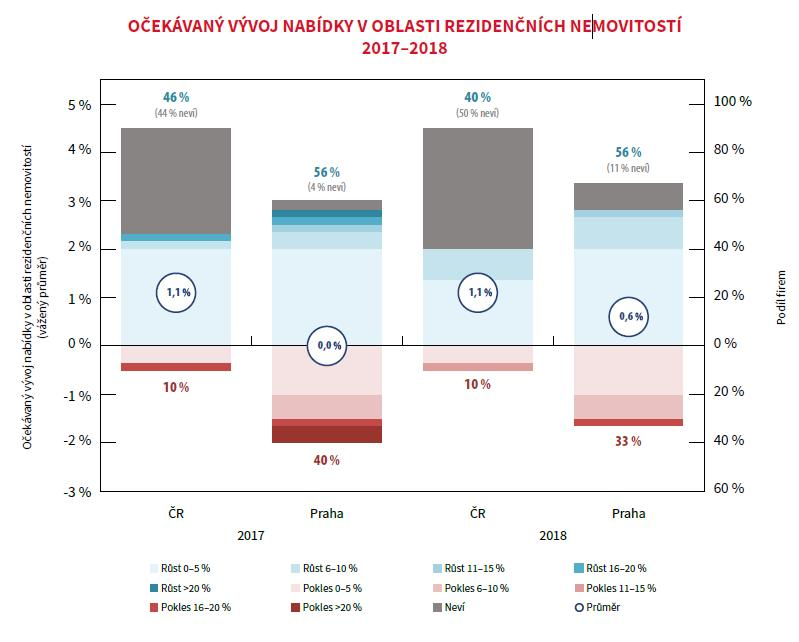 OČEKÁVANÝ VÝVOJ NABÍDKY V OBLASTI REZIDENČNÍCH NEMOVITOSTÍ
2017–2018
Očekávaný vývoj nabídky v oblasti rezidenčních nemovitostí
(vážený průměr)
5 %
4 %
3 %
2 %
1 %
0 %
-1 %
-2 %
-3 %
46 %
(44 % neví)
56 %
(4 % neví)
40 %
(50 % neví)
56 %
(11 % neví)
1,1 %
0,0 %
1,1 %
0,6 %
10 %
40 %
10 %
33 %
100 %
80 %
60 %
40 %
20 %
0 %
20 %
40 %
60 %
Podíl firem
ČR Praha ČR Praha
2017 2018
Růst 0–5 % Růst 6–10 % Růst 11–15 % Růst 16–20 %
Růst >20 % Pokles 0–5 % Pokles 6–10 % Pokles 11–15 %
Pokles 16–20 % Pokles >20 % Neví Průměr